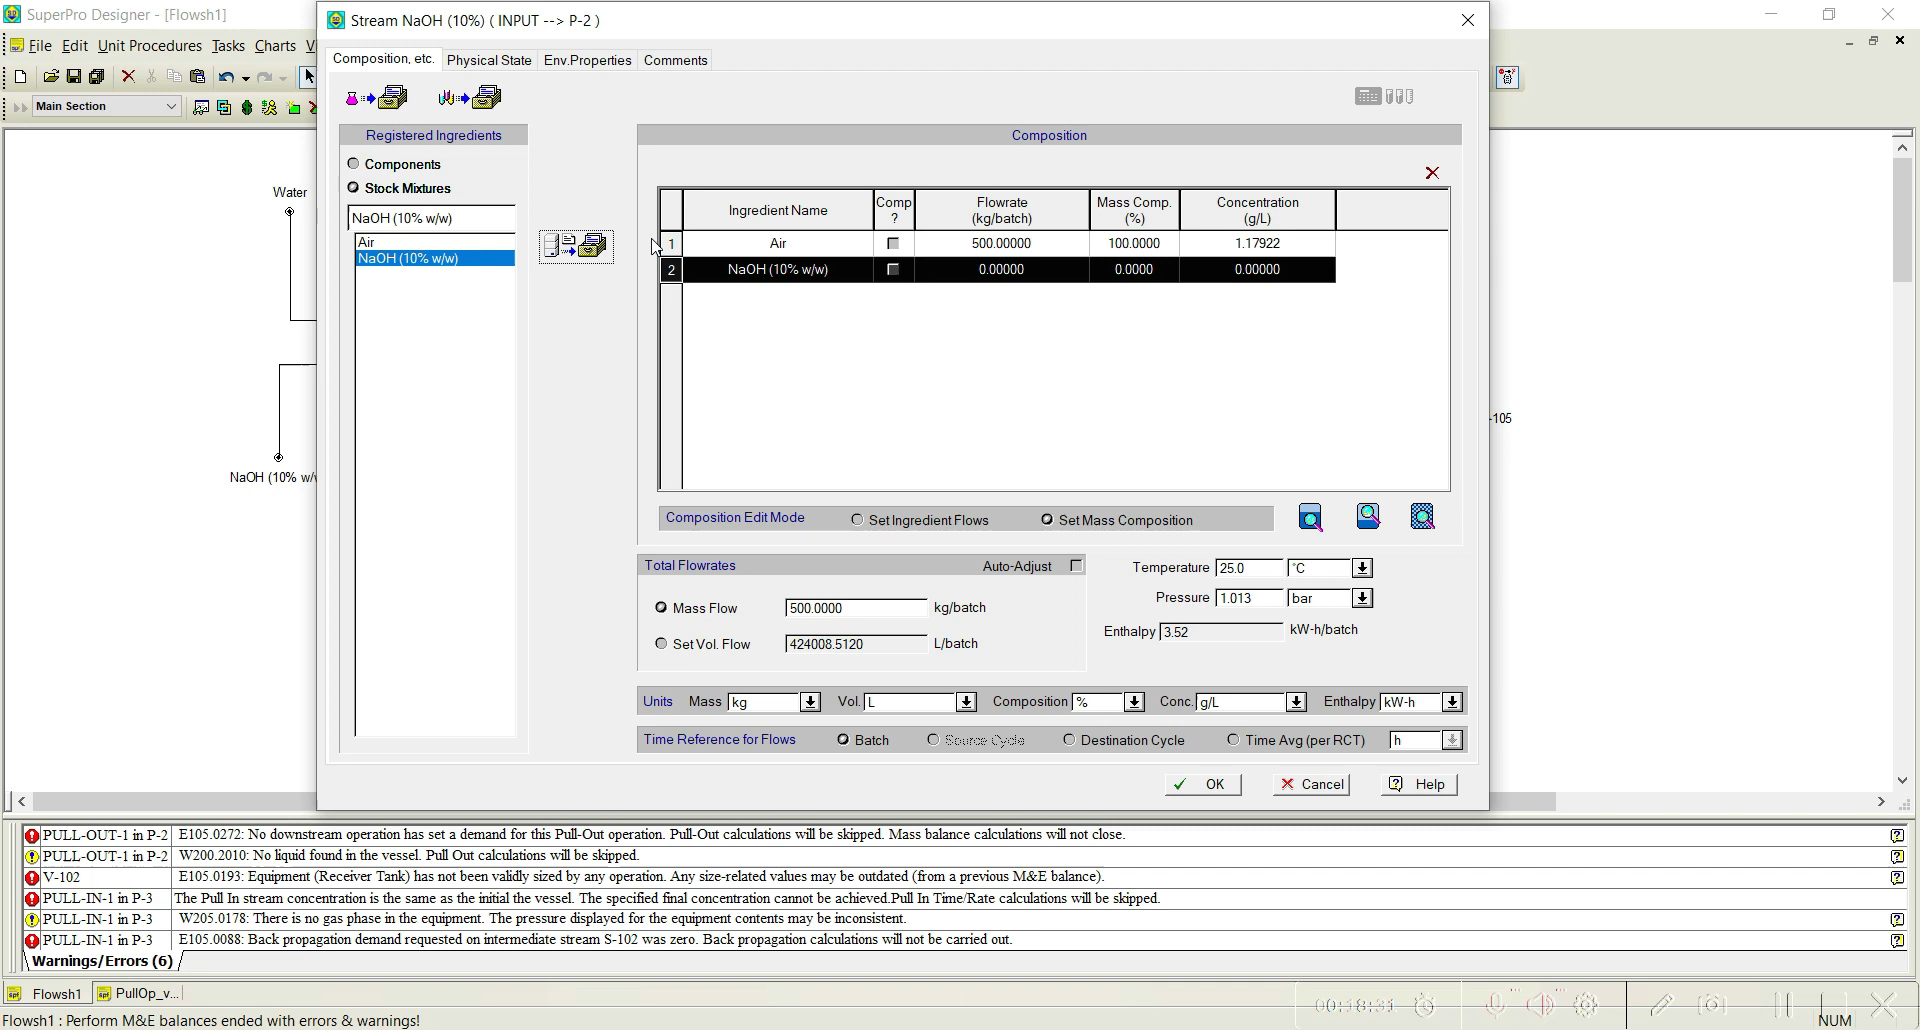 SuperPro Designer - [Flowsh1]
Stream NaOH (10%) ( INPUT --> P-2 )
File Edit Unit Procedures Tasks Charts
Composition, etc. Physical State Env.Properties Comments
Main Section
Registered Ingredients
Components
Stock Mixtures
NaOH (10% w/w)
Air
NaOH (10% w/w)
Composition
Ingredient Name Comp ? Flowrate (kg/batch) Mass Comp. (%) Concentration (g/L)
1 Air 500.00000 100.0000 1.17922
2 NaOH (10% w/w) 0.00000 0.0000 0.00000
Water
NaOH (10% w/
-105
Composition Edit Mode Set Ingredient Flows Set Mass Composition
Total Flowrates Auto-Adjust
Mass Flow 500.0000 kg/batch
Set Vol. Flow 424008.5120 L/batch
Temperature 25.0 °C
Pressure 1.013 bar
Enthalpy 3.52 kW-h/batch
Units Mass kg Vol. L Composition % Conc. g/L Enthalpy kW-h
Time Reference for Flows Batch Source Cycle Destination Cycle Time Avg (per RCT) h
OK Cancel Help
PULL-OUT-1 in P-2 E105.0272: No downstream operation has set a demand for this Pull-Out operation. Pull-Out calculations will be skipped. Mass balance calculations will not close.
PULL-OUT-1 in P-2 W200.2010: No liquid found in the vessel. Pull Out calculations will be skipped.
V-102 E105.0193: Equipment (Receiver Tank) has not been validly sized by any operation. Any size-related values may be outdated (from a previous M&E balance).
PULL-IN-1 in P-3 The Pull In stream concentration is the same as the initial the vessel. The specified final concentration cannot be achieved.Pull In Time/Rate calculations will be skipped.
PULL-IN-1 in P-3 W205.0178: There is no gas phase in the equipment. The pressure displayed for the equipment contents may be inconsistent.
PULL-IN-1 in P-3 E105.0088: Back propagation demand requested on intermediate stream S-102 was zero. Back propagation calculations will not be carried out.
Warnings/Errors (6)
Flowsh1 PullOp_v...
00:18:31
Flowsh1 : Perform M&E balances ended with errors & warnings!
NUM